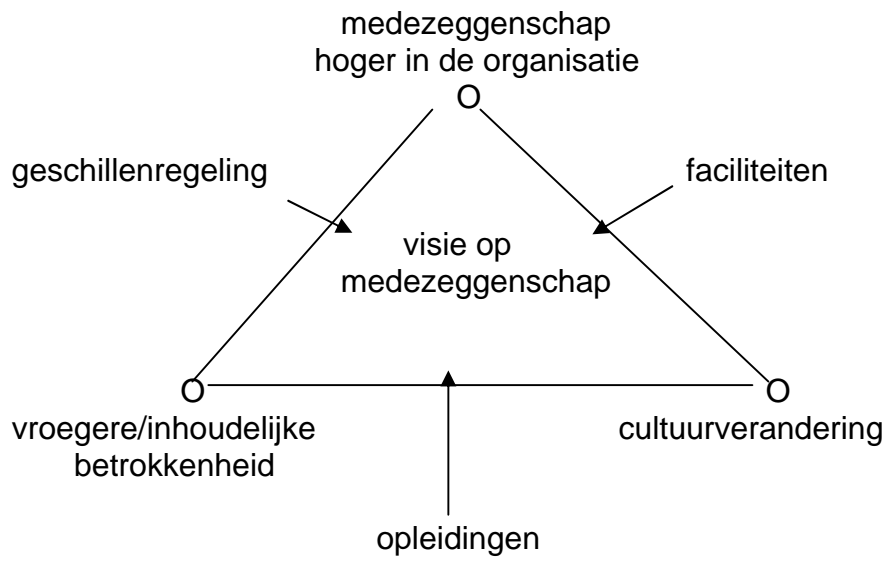 medezeggenschap
hoger in de organisatie
O
geschillenregeling
faciliteiten
visie op
medezeggenschap
O
O
vroegere/inhoudelijke
betrokkenheid
cultuurverandering
opleidingen